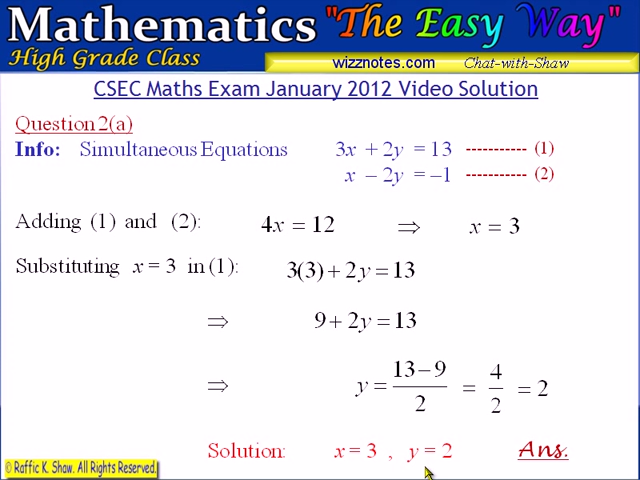 Mathematics "The Easy Way"
High Grade Class
wizznotes.com Chat-with-Shaw
CSEC Maths Exam January 2012 Video Solution
Question 2(a)
Info: Simultaneous Equations 3x + 2y = 13 ----------- (1)
x − 2y = −1 ----------- (2)
Adding (1) and (2): 4x = 12 ⇒ x = 3
Substituting x = 3 in (1): 3(3) + 2y = 13
⇒ 9 + 2y = 13
⇒ y = (13 − 9)/2 = 4/2 = 2
Solution: x = 3 , y = 2 Ans.
© Raffic K. Shaw. All Rights Reserved.